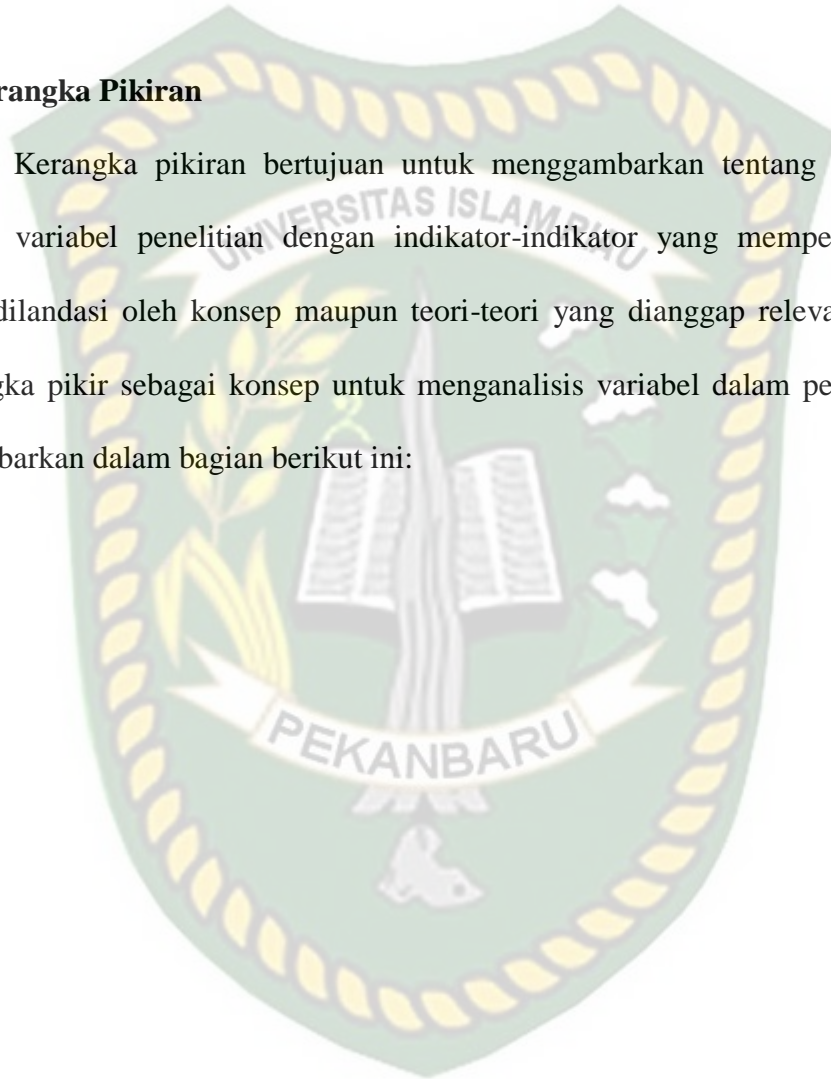 rangka Pikiran
Kerangka pikiran bertujuan untuk menggambarkan tentang
variabel penelitian dengan indikator-indikator yang mempe
dilandasi oleh konsep maupun teori-teori yang dianggap releva
gka pikir sebagai konsep untuk menganalisis variabel dalam pe
barkan dalam bagian berikut ini:
UNIVERSITAS ISLAM RIAU
PEKANBARU